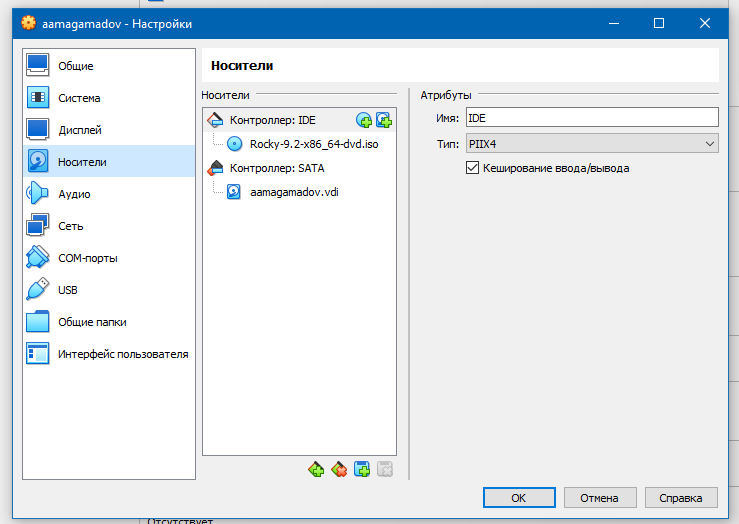 aamagamadov - Настройки
Общие
Система
Дисплей
Носители
Аудио
Сеть
COM-порты
USB
Общие папки
Интерфейс пользователя
Носители
Носители
Контроллер: IDE
Rocky-9.2-x86_64-dvd.iso
Контроллер: SATA
aamagamadov.vdi
Атрибуты
Имя: IDE
Тип: PIIX4
Кеширование ввода/вывода
OK Отмена Справка
Отсутствует